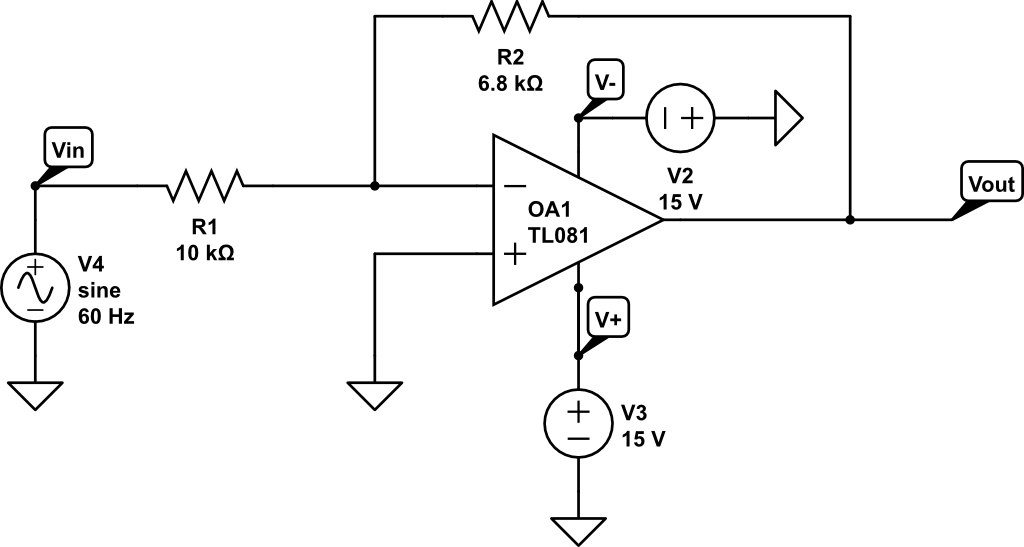 R2
6.8 kΩ
V-
Vin
V2
15 V
Vout
R1
10 kΩ
−
+
OA1
TL081
V4
sine
60 Hz
V+
V3
15 V